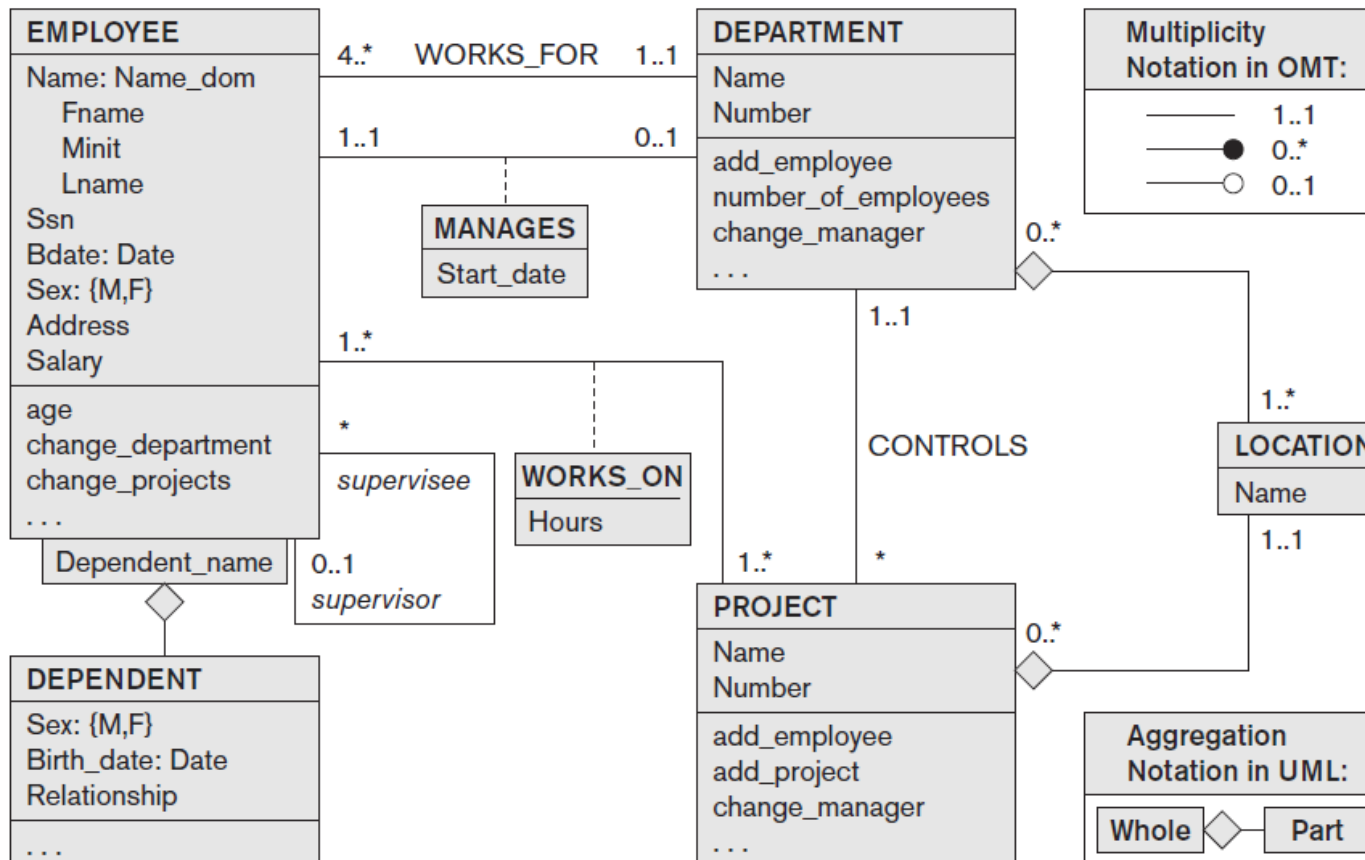 EMPLOYEE
Name: Name_dom
Fname
Minit
Lname
Ssn
Bdate: Date
Sex: {M,F}
Address
Salary
age
change_department
change_projects
. . .
Dependent_name
4..* WORKS_FOR 1..1
1..1 0..1
MANAGES
Start_date
1..*
*
supervisee
0..1
supervisor
WORKS_ON
Hours
1..*
DEPARTMENT
Name
Number
add_employee
number_of_employees
change_manager
. . .
0..*
1..1
CONTROLS
*
1..*
LOCATION
Name
1..1
PROJECT
Name
Number
add_employee
add_project
change_manager
. . .
0..*
DEPENDENT
Sex: {M,F}
Birth_date: Date
Relationship
. . .
Multiplicity
Notation in OMT:
1..1
0..*
0..1
Aggregation
Notation in UML:
Whole Part